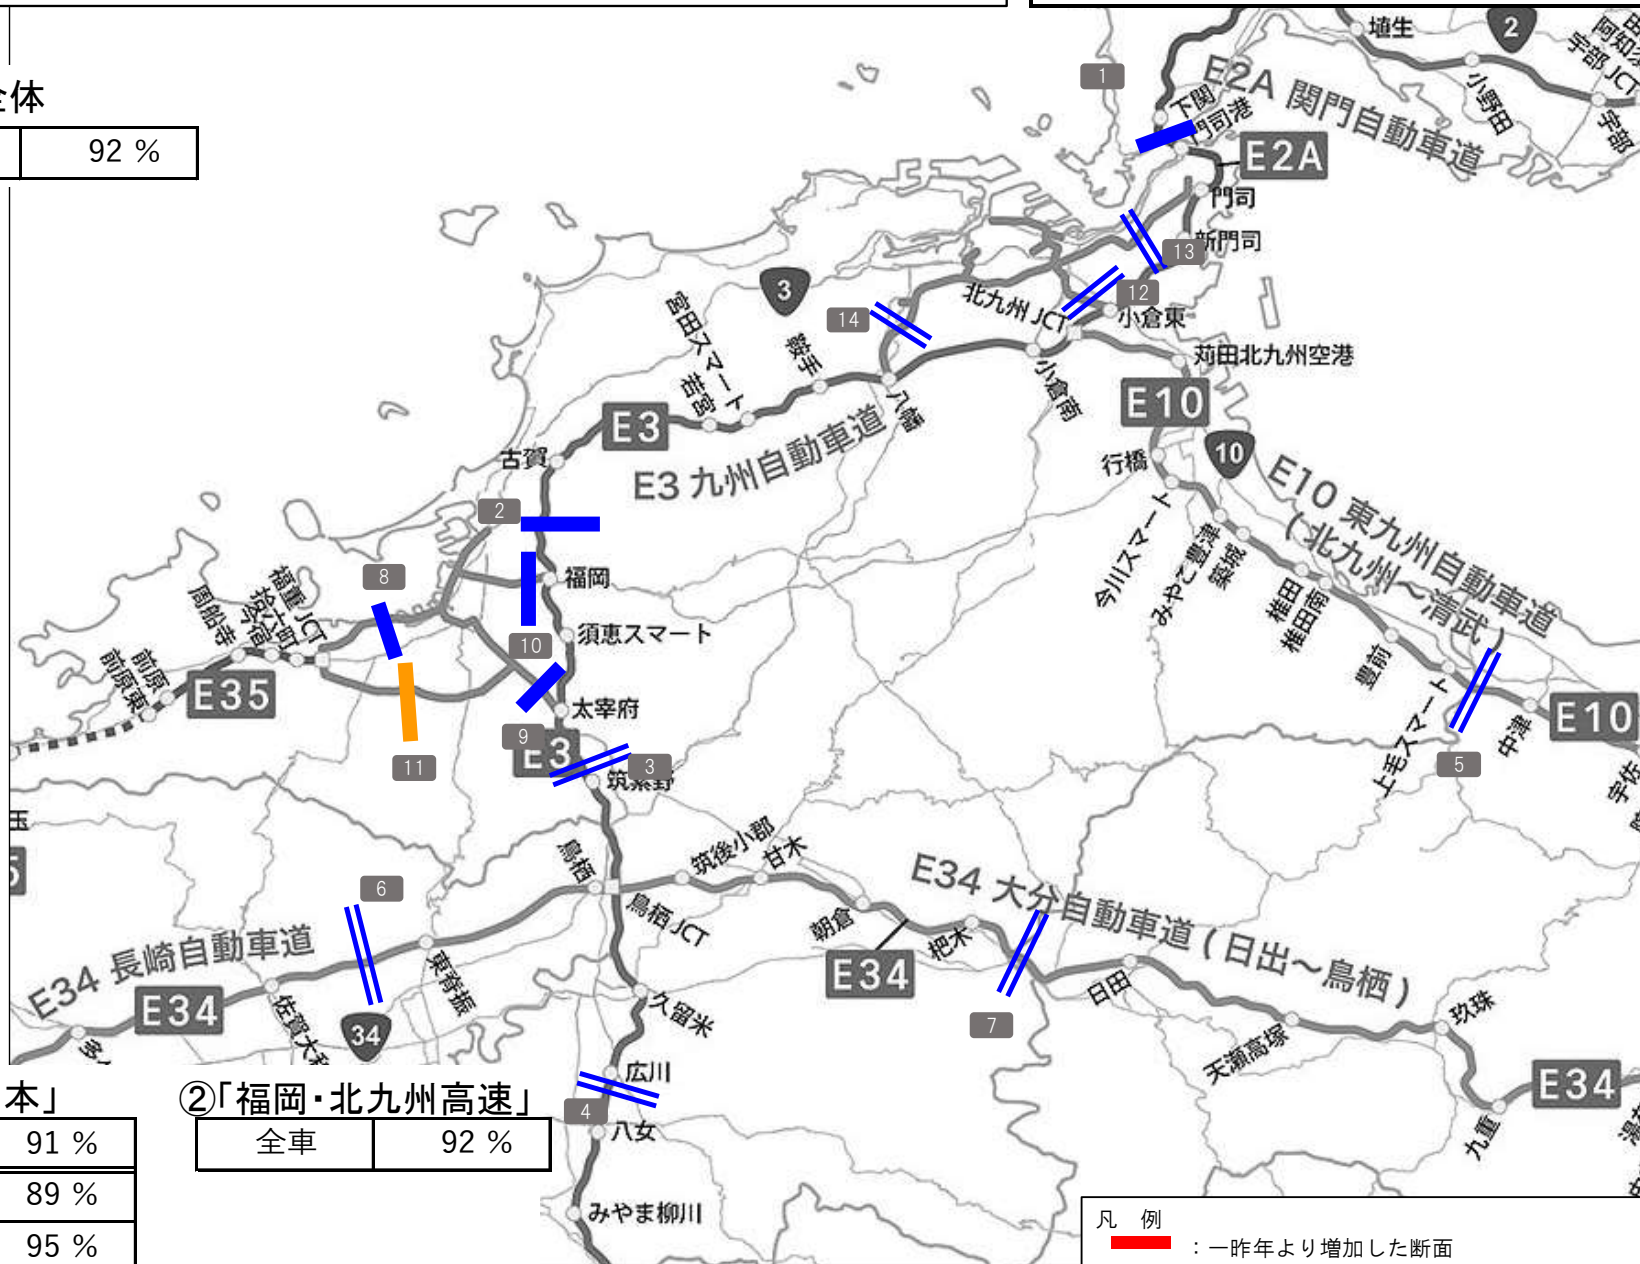 全体
92 %
1
埴生
2
小野田
宇部 JCT
宇部
E2A 関門自動車道
下関
門司港
E2A
門司
新門司
13
12
小倉東
北九州 JCT
3
14
宮田スマート
若宮
鞍手
八幡
小倉南
苅田北九州空港
E10
行橋
10
E10 東九州自動車道
(北九州～清武)
E3
古賀
E3 九州自動車道
2
福岡
8
福重 JCT
拾六町
今宿
周船寺
前原
前原東
E35
10
須恵スマート
太宰府
9
E3
3
筑紫野
11
今川スマート
みやこ豊津
築城
椎田
椎田南
豊前
上毛スマート
中津
E10
5
宇佐
鳥栖
筑後小郡
甘木
鳥栖 JCT
朝倉
E34
杷木
E34 大分自動車道 (日出～鳥栖)
7
日田
天瀬高塚
玖珠
E34
九重
6
E34 長崎自動車道
E34
東脊振
佐賀大和
34
久留米
広川
4
八女
みやま柳川
本」
91 %
89 %
95 %
②「福岡・北九州高速」
全車
92 %
凡 例
：一昨年より増加した断面